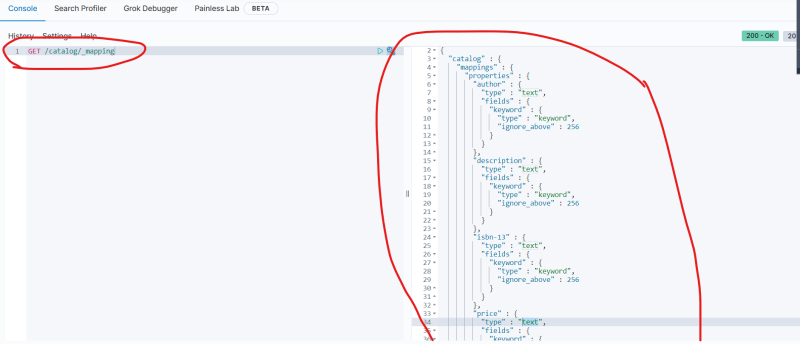 Console Search Profiler Grok Debugger Painless Lab BETA
History Settings Help
200 - OK 20
1 GET /catalog/_mapping
2 {
3 "catalog" : {
4 "mappings" : {
5 "properties" : {
6 "author" : {
7 "type" : "text",
8 "fields" : {
9 "keyword" : {
10 "type" : "keyword",
11 "ignore_above" : 256
12 }
13 }
14 },
15 "description" : {
16 "type" : "text",
17 "fields" : {
18 "keyword" : {
19 "type" : "keyword",
20 "ignore_above" : 256
21 }
22 }
23 },
24 "isbn-13" : {
25 "type" : "text",
26 "fields" : {
27 "keyword" : {
28 "type" : "keyword",
29 "ignore_above" : 256
30 }
31 }
32 },
33 "price" : {
34 "type" : "text",
35 "fields" : {
36 "keyword" : {